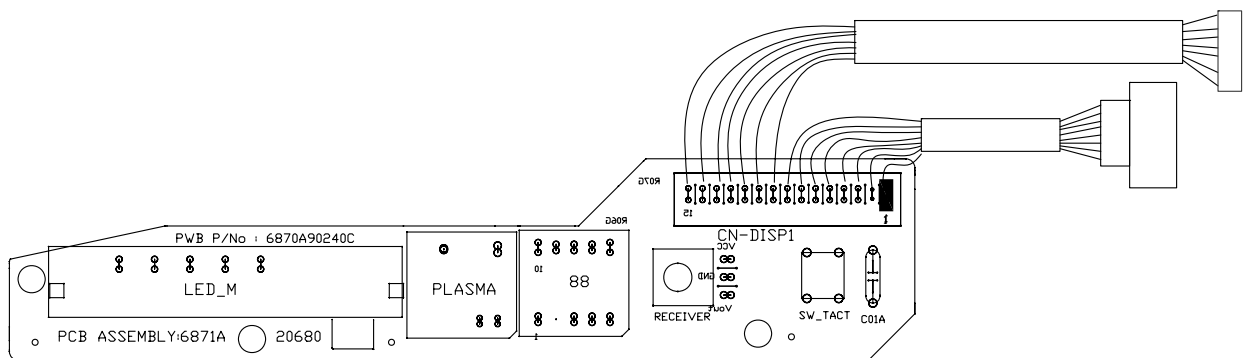 R07G
15
1
R06G
PWB P/No : 6870A90240C
CN-DISP1
VCC
10
GND
LED_M
PLASMA
88
Vout
RECEIVER
SW_TACT
C01A
PCB ASSEMBLY:6871A 20680
1